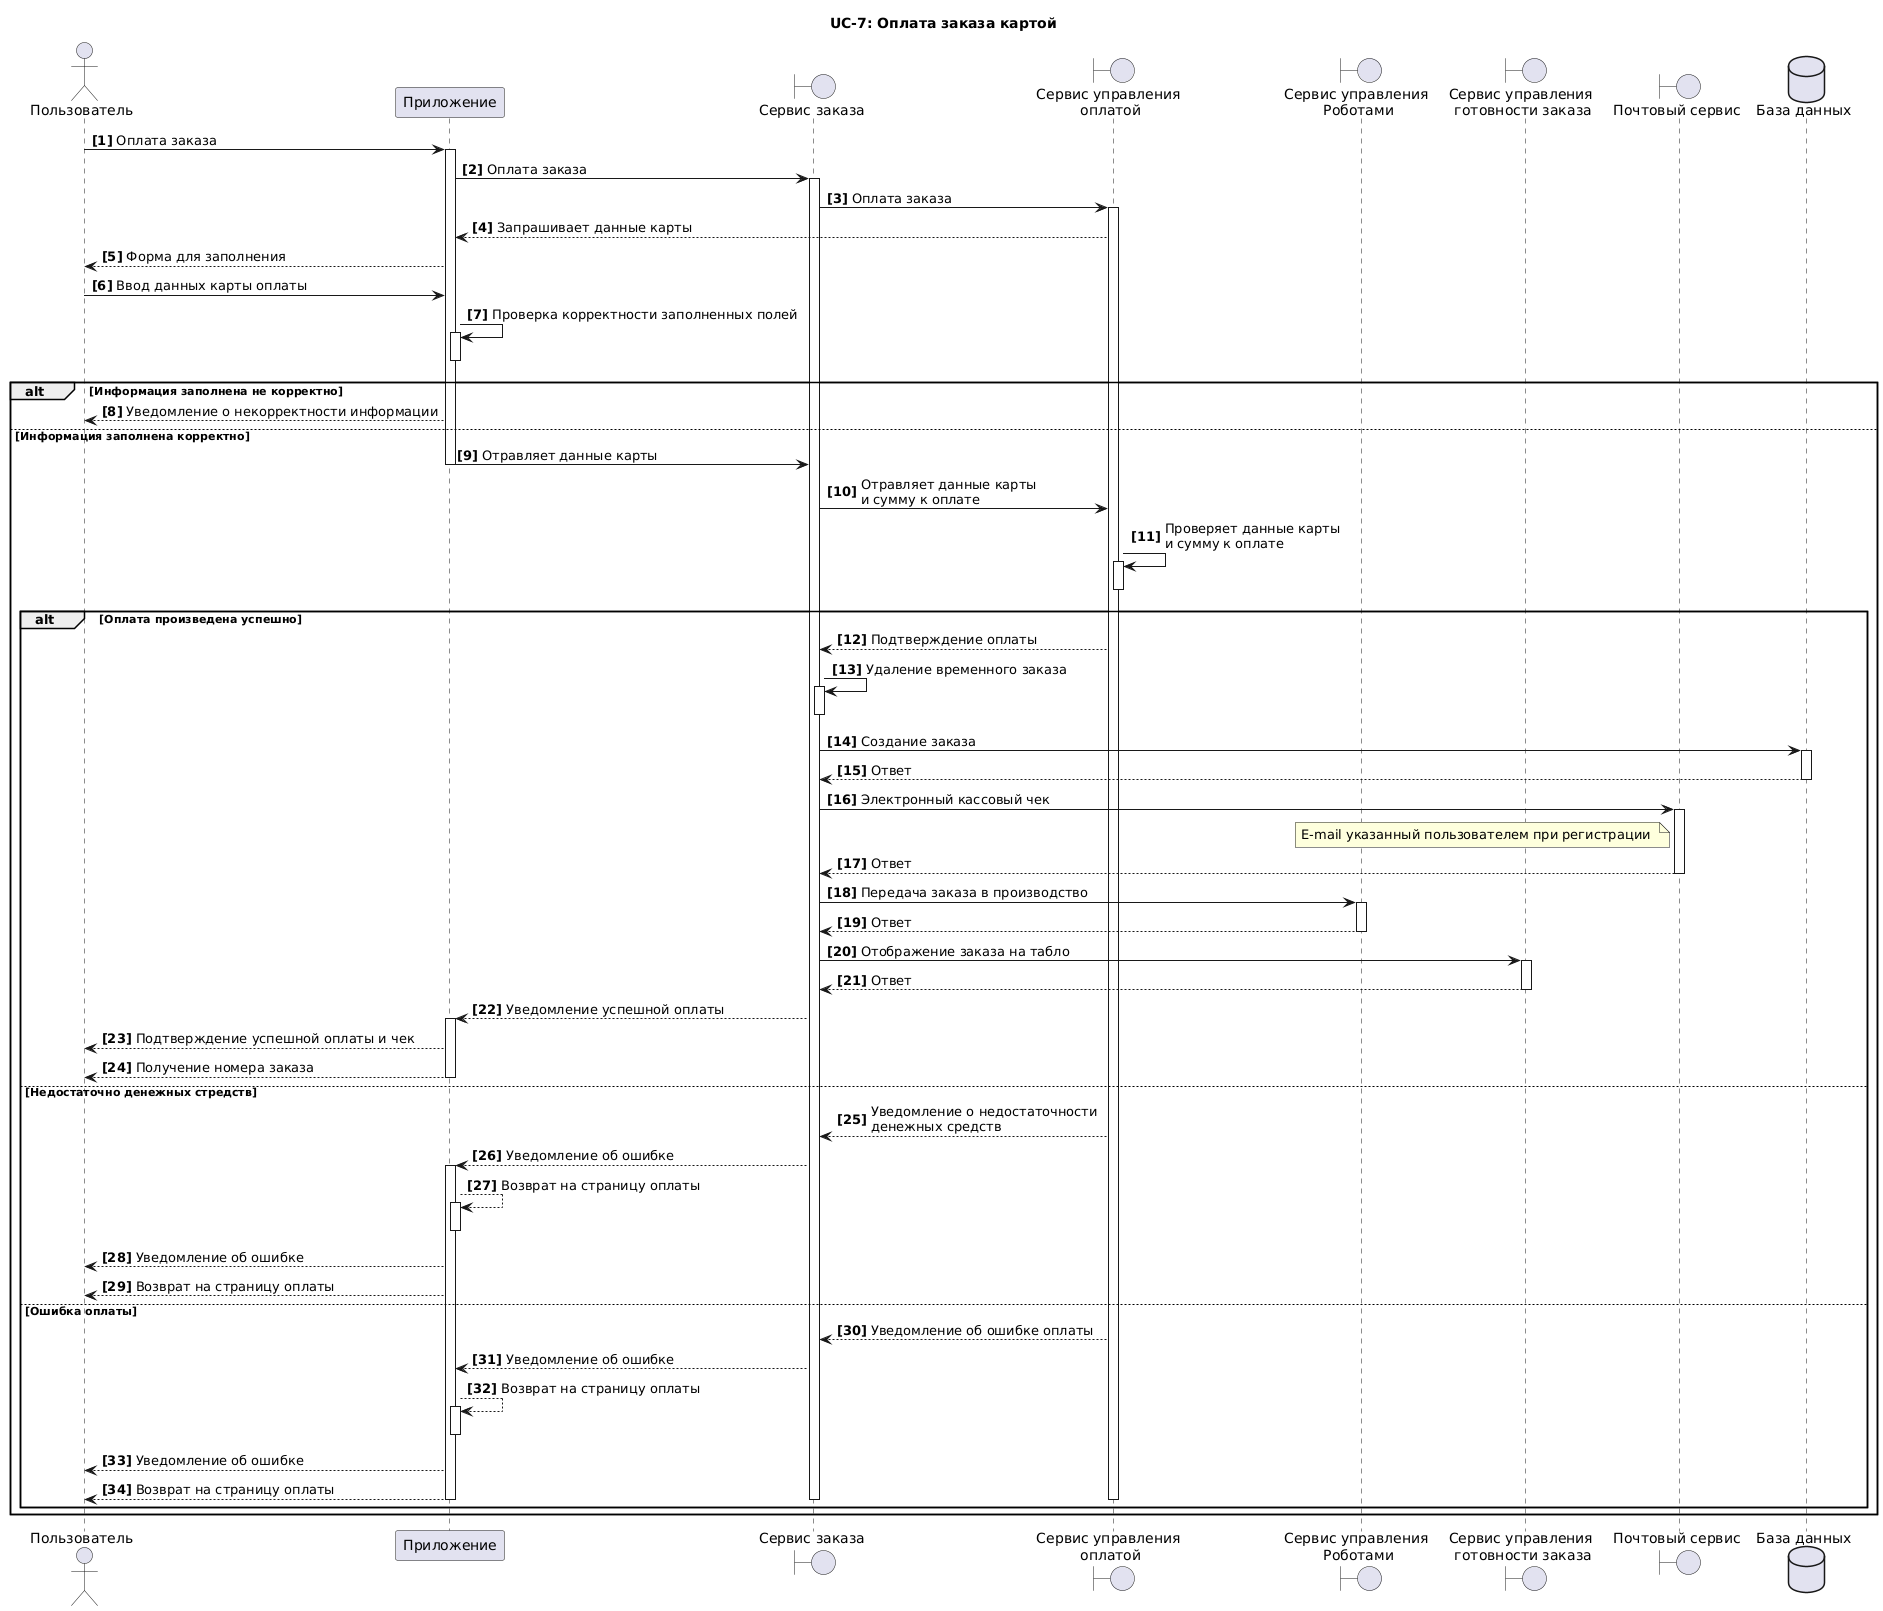 UC-7: Оплата заказа картой
Пользователь
Приложение
Сервис заказа
Сервис управления
оплатой
Сервис управления
Роботами
Сервис управления
готовности заказа
Почтовый сервис
База данных
[1] Оплата заказа
[2] Оплата заказа
[3] Оплата заказа
[4] Запрашивает данные карты
[5] Форма для заполнения
[6] Ввод данных карты оплаты
[7] Проверка корректности заполненных полей
alt [Информация заполнена не корректно]
[8] Уведомление о некорректности информации
[Информация заполнена корректно]
[9] Отравляет данные карты
[10] Отравляет данные карты
и сумму к оплате
[11] Проверяет данные карты
и сумму к оплате
alt [Оплата произведена успешно]
[12] Подтверждение оплаты
[13] Удаление временного заказа
[14] Создание заказа
[15] Ответ
[16] Электронный кассовый чек
E-mail указанный пользователем при регистрации
[17] Ответ
[18] Передача заказа в производство
[19] Ответ
[20] Отображение заказа на табло
[21] Ответ
[22] Уведомление успешной оплаты
[23] Подтверждение успешной оплаты и чек
[24] Получение номера заказа
[Недостаточно денежных стредств]
[25] Уведомление о недостаточности
денежных средств
[26] Уведомление об ошибке
[27] Возврат на страницу оплаты
[28] Уведомление об ошибке
[29] Возврат на страницу оплаты
[Ошибка оплаты]
[30] Уведомление об ошибке оплаты
[31] Уведомление об ошибке
[32] Возврат на страницу оплаты
[33] Уведомление об ошибке
[34] Возврат на страницу оплаты
Пользователь
Приложение
Сервис заказа
Сервис управления
оплатой
Сервис управления
Роботами
Сервис управления
готовности заказа
Почтовый сервис
База данных